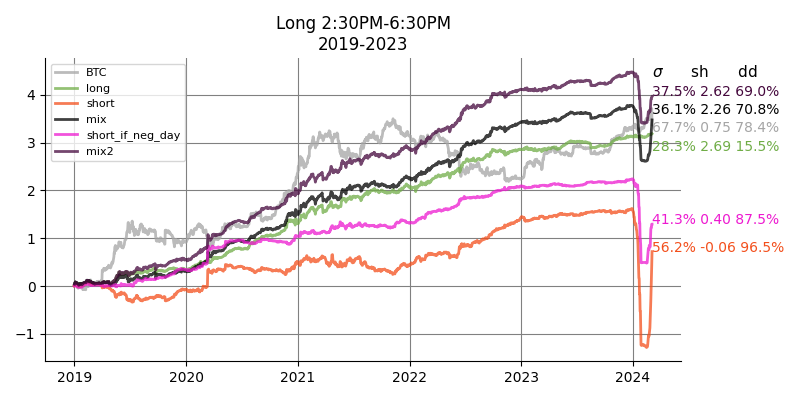 Long 2:30PM-6:30PM
2019-2023
BTC
long
short
mix
short_if_neg_day
mix2
σ sh dd
37.5% 2.62 69.0%
36.1% 2.26 70.8%
67.7% 0.75 78.4%
28.3% 2.69 15.5%
41.3% 0.40 87.5%
56.2% -0.06 96.5%
4
3
2
1
0
−1
2019 2020 2021 2022 2023 2024